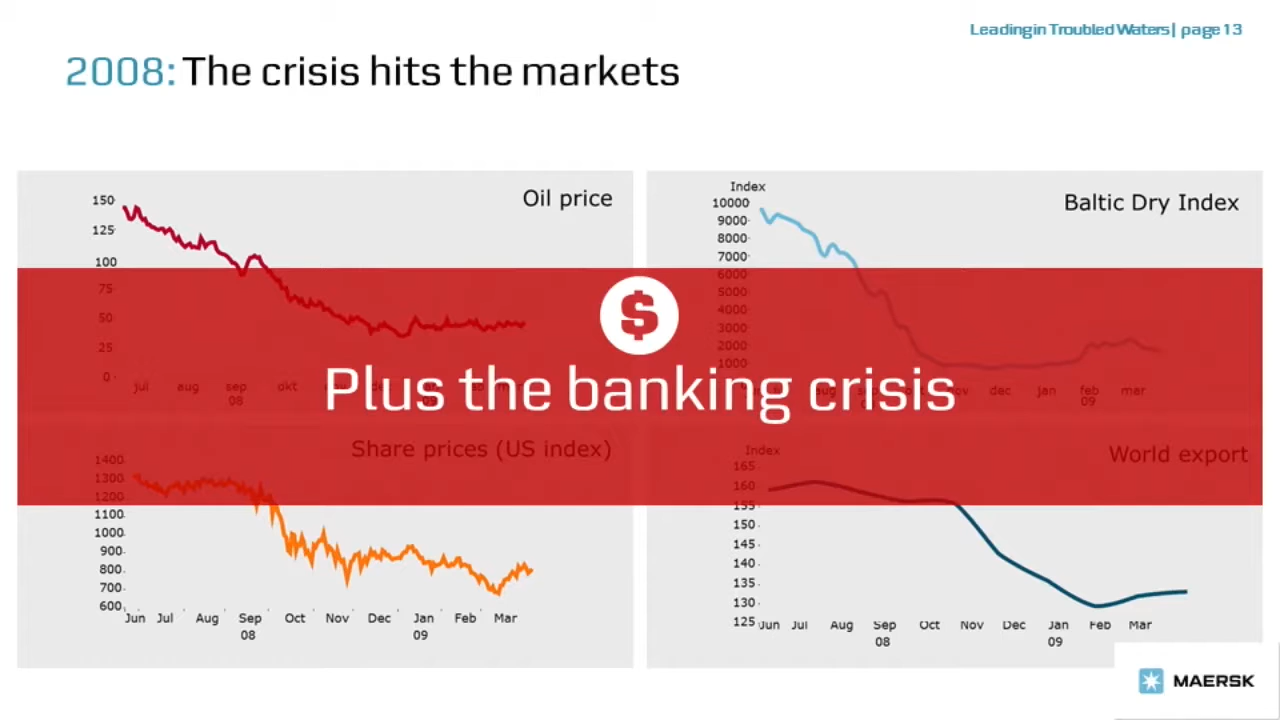 Leading in Troubled Waters | page 13
2008: The crisis hits the markets
Oil price
150
125
100
75
50
25
0
jul aug sep okt
08
Index
Baltic Dry Index
10000
9000
8000
7000
6000
5000
4000
3000
2000
1000
aug dec jan feb mar
09
$
Plus the banking crisis
Share prices (US index)
1400
1300
1200
1100
1000
900
800
700
600
Jun Jul Aug Sep Oct Nov Dec Jan Feb Mar
08 09
Index
World export
165
160
155
150
145
140
135
130
125
Jun Jul Aug Sep Oct Nov Dec Jan Feb Mar
08 09
MAERSK